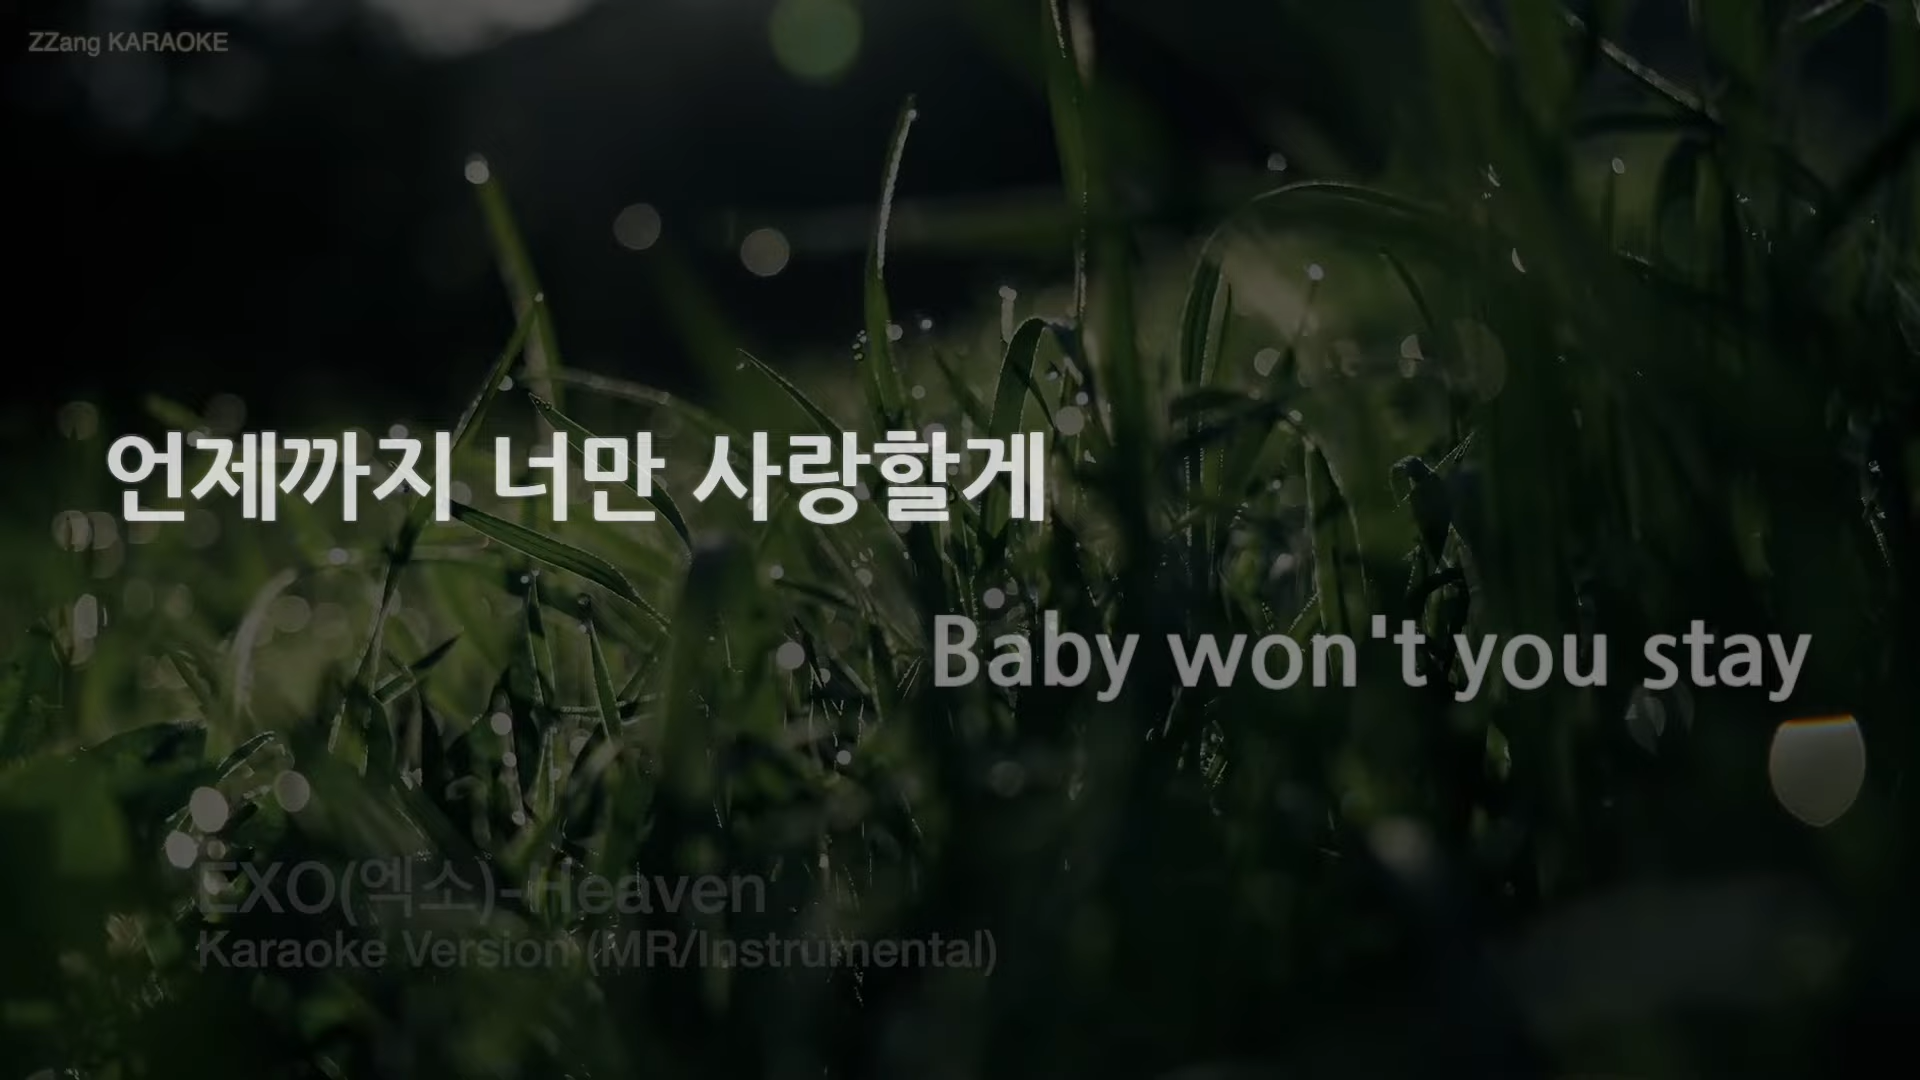 ZZang KARAOKE
언제까지 너만 사랑할게
Baby won't you stay
EXO(엑소)-Heaven
Karaoke Version (MR/Instrumental)